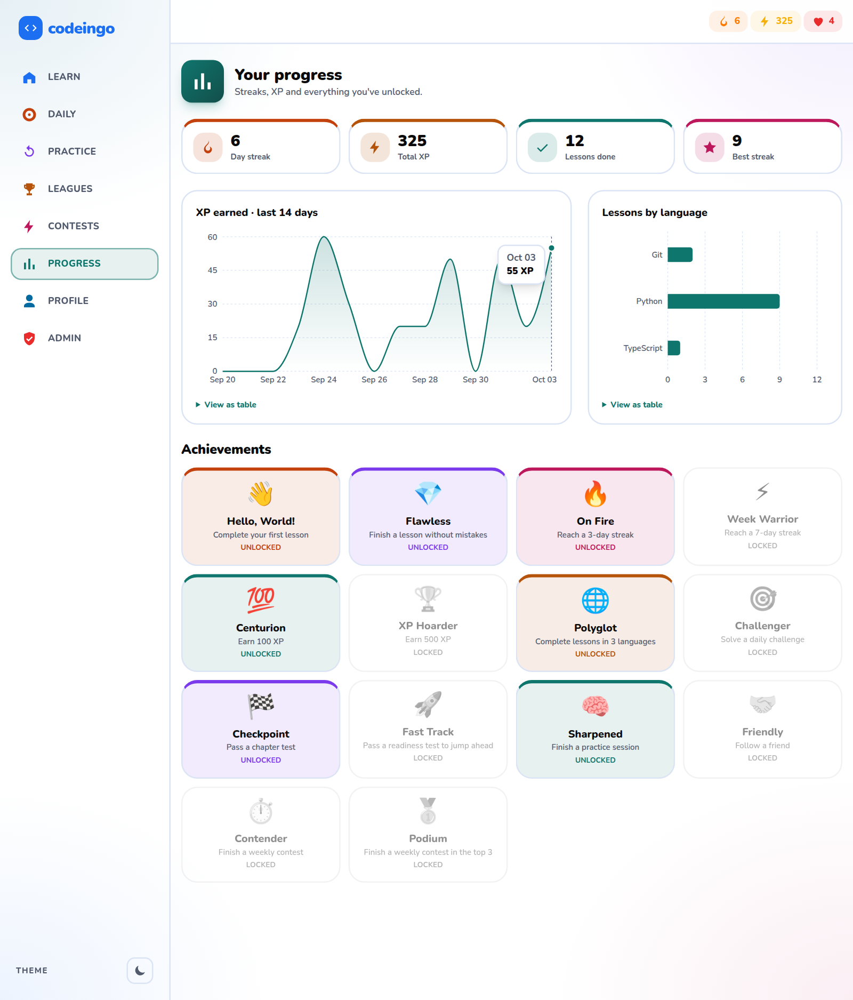 codeingo
6
325
4
LEARN
DAILY
PRACTICE
LEAGUES
CONTESTS
PROGRESS
PROFILE
ADMIN
THEME
Your progress
Streaks, XP and everything you've unlocked.
6
Day streak
325
Total XP
12
Lessons done
9
Best streak
XP earned · last 14 days
60
45
30
15
0
Oct 03
55 XP
Sep 20
Sep 22
Sep 24
Sep 26
Sep 28
Sep 30
Oct 03
View as table
Lessons by language
Git
Python
TypeScript
0
3
6
9
12
View as table
Achievements
Hello, World!
Complete your first lesson
UNLOCKED
Flawless
Finish a lesson without mistakes
UNLOCKED
On Fire
Reach a 3-day streak
UNLOCKED
Week Warrior
Reach a 7-day streak
LOCKED
100
Centurion
Earn 100 XP
UNLOCKED
XP Hoarder
Earn 500 XP
LOCKED
Polyglot
Complete lessons in 3 languages
UNLOCKED
Challenger
Solve a daily challenge
LOCKED
Checkpoint
Pass a chapter test
UNLOCKED
Fast Track
Pass a readiness test to jump ahead
LOCKED
Sharpened
Finish a practice session
UNLOCKED
Friendly
Follow a friend
LOCKED
Contender
Finish a weekly contest
LOCKED
1
Podium
Finish a weekly contest in the top 3
LOCKED